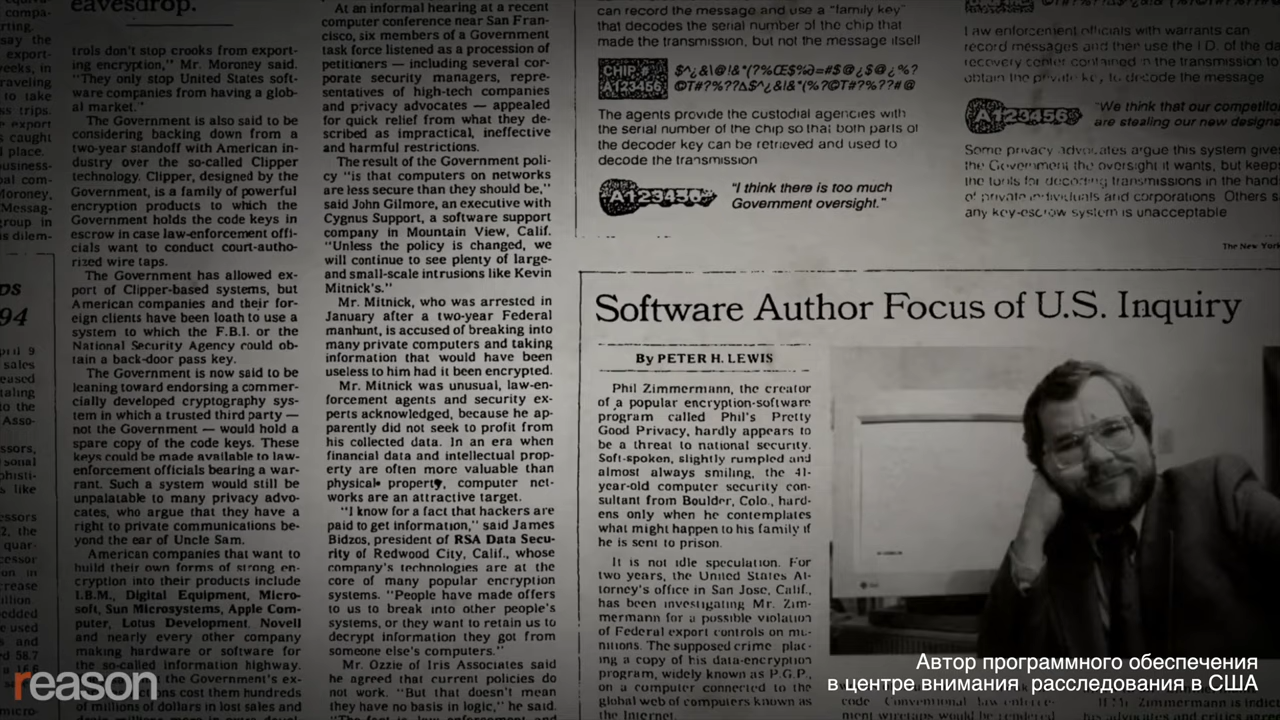 eavesdrop.
trols don't stop crooks from export-
ing encryption," Mr. Moroney said.
"They only stop United States soft-
ware companies from having a glob-
al market."
The Government is also said to be
considering backing down from a
two-year standoff with American in-
dustry over the so-called Clipper
technology. Clipper, designed by the
Government, is a family of powerful
encryption products to which the
Government holds the code keys in
escrow in case law-enforcement offi-
cials want to conduct court-autho-
rized wire taps.
The Government has allowed ex-
port of Clipper-based systems, but
American companies and their for-
eign clients have been loath to use a
system to which the F.B.I. or the
National Security Agency could ob-
tain a back-door pass key.
The Government is now said to be
leaning toward endorsing a commer-
cially developed cryptography sys-
tem in which a trusted third party —
not the Government — would hold a
spare copy of the code keys. These
keys could be made available to law-
enforcement officials bearing a war-
rant. Such a system would still be
unpalatable to many privacy advo-
cates, who argue that they have a
right to private communications be-
yond the ear of Uncle Sam.
American companies that want to
build their own forms of strong en-
cryption into their products include
I.B.M., Digital Equipment, Micro-
soft, Sun Microsystems, Apple Com-
puter, Lotus Development, Novell
and nearly every other company
making hardware or software for
the so-called information highway.
the Government's ex-
cost them hundreds
of millions of dollars in lost sales and
At an informal hearing at a recent
computer conference near San Fran-
cisco, six members of a Government
task force listened as a procession of
petitioners — including several cor-
porate security managers, repre-
sentatives of high-tech companies
and privacy advocates — appealed
for quick relief from what they de-
scribed as impractical, ineffective
and harmful restrictions.
The result of the Government poli-
cy "is that computers on networks
are less secure than they should be,"
said John Gilmore, an executive with
Cygnus Support, a software support
company in Mountain View, Calif.
"Unless the policy is changed, we
will continue to see plenty of large-
and small-scale intrusions like Kevin
Mitnick's."
Mr. Mitnick, who was arrested in
January after a two-year Federal
manhunt, is accused of breaking into
many private computers and taking
information that would have been
useless to him had it been encrypted.
Mr. Mitnick was unusual, law-en-
forcement agents and security ex-
perts acknowledged, because he ap-
parently did not seek to profit from
his collected data. In an era when
financial data and intellectual prop-
erty are often more valuable than
physical property, computer net-
works are an attractive target.
"I know for a fact that hackers are
paid to get information," said James
Bidzos, president of RSA Data Secu-
rity of Redwood City, Calif., whose
company's technologies are at the
core of many popular encryption
systems. "People have made offers
to us to break into other people's
systems, or they want to retain us to
decrypt information they got from
someone else's computers."
Mr. Ozzie of Iris Associates said
he agreed that current policies do
not work. "But that doesn't mean
they have no basis in logic," he said.
can record the message and use a "family key"
that decodes the serial number of the chip that
made the transmission, but not the message itself
CHIP #
A123456
The agents provide the custodial agencies with
the serial number of the chip so that both parts of
the decoder key can be retrieved and used to
decode the transmission
A123456
"I think there is too much
Government oversight."
Law enforcement officials with warrants can
record messages and then use the I.D. of the da
recovery center contained in the transmission to
obtain the private key, to decode the message
A123456
"We think that our competito
are stealing our new designs
Some privacy advocates argue this system give
the Government the oversight it wants, but keep
the tools for decoding transmissions in the hand
of private individuals and corporations Others s
any key-escrow system is unacceptable
The New York
Software Author Focus of U.S. Inquiry
By PETER H. LEWIS
Phil Zimmermann, the creator
of a popular encryption-software
program called Phil's Pretty
Good Privacy, hardly appears to
be a threat to national security.
Soft-spoken, slightly rumpled and
almost always smiling, the 41-
year-old computer security con-
sultant from Boulder, Colo., hard-
ens only when he contemplates
what might happen to his family if
he is sent to prison.
It is not idle speculation. For
two years, the United States At-
torney's office in San Jose, Calif.,
has been investigating Mr. Zim-
mermann for a possible violation
of Federal export controls on mu-
nitions. The supposed crime: plac-
ing a copy of his data-encryption
program, widely known as P.G.P.,
on a computer connected to the
global web of computers known as
the Internet.
reason
Автор программного обеспечения
в центре внимания расследования в США